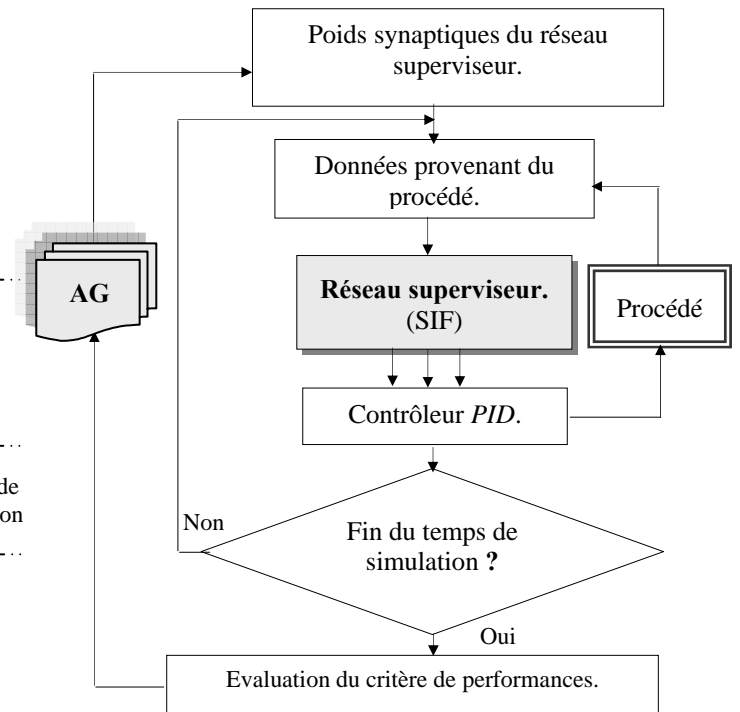 Poids synaptiques du réseau
superviseur.
Données provenant du
procédé.
Réseau superviseur.
(SIF)
Procédé
AG
Contrôleur PID.
de
on
Non
Fin du temps de
simulation ?
Oui
Evaluation du critère de performances.